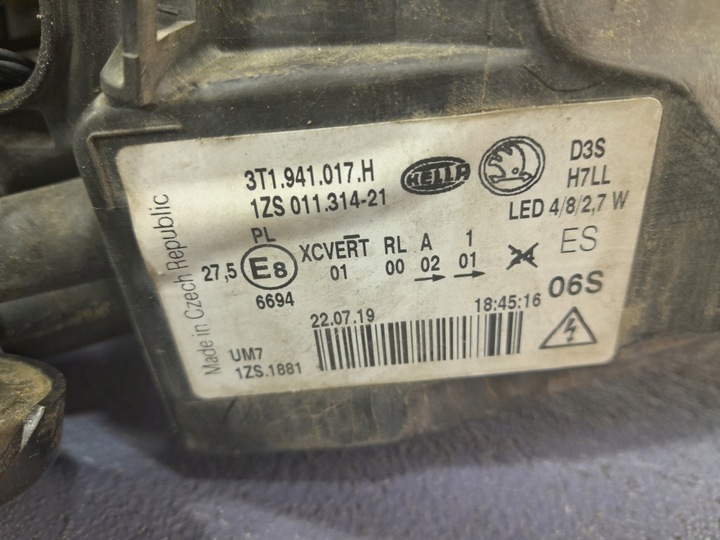 3T1.941.017.H
1ZS 011.314-21
HELLA
D3S
H7LL
LED 4/8/2,7 W
Made in Czech Republic
PL
27,5 E8
6694
XCVERT RL A 1
01 00 02 01
24
ES
06S
22.07.19 18:45:16
UM7
1ZS.1881